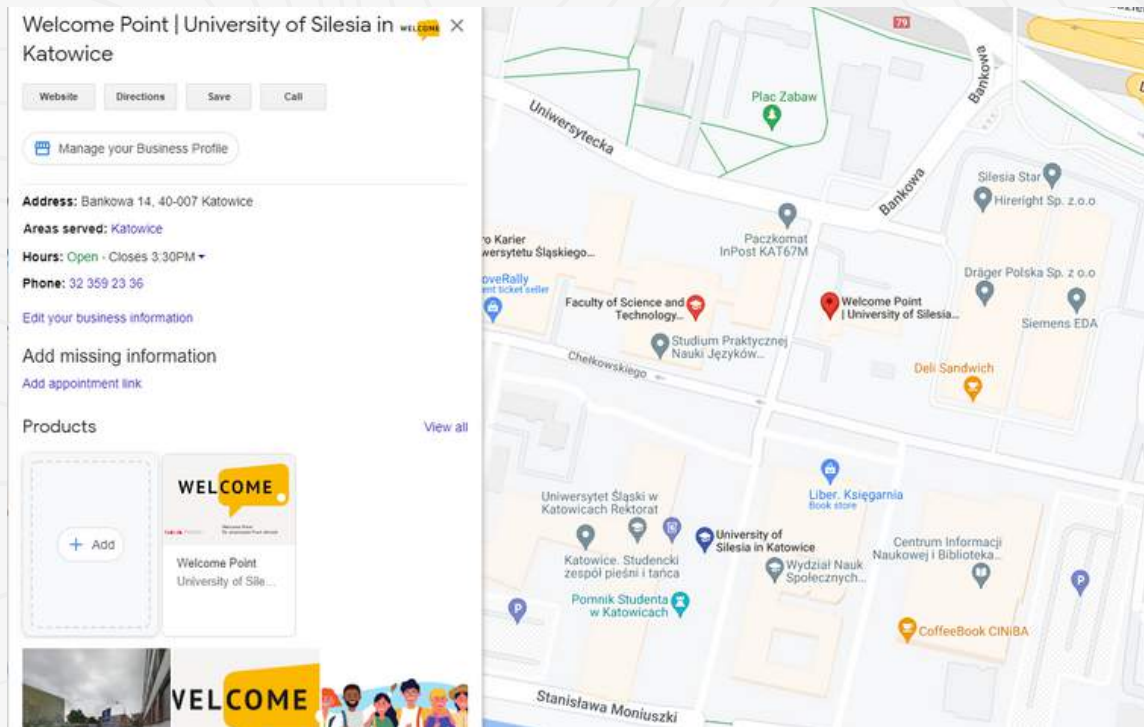 Welcome Point | University of Silesia in
Katowice
WELCOME
Website
Directions
Save
Call
Manage your Business Profile
Address: Bankowa 14, 40-007 Katowice
Areas served: Katowice
Hours: Open · Closes 3:30PM
Phone: 32 359 23 36
Edit your business information
Add missing information
Add appointment link
Products
View all
+ Add
WELCOME
Welcome Point
University of Sile...
WELCOME
79
Bankowa
Plac Zabaw
Uniwersytecka
Bankowa
Silesia Star
Hireright Sp. z.o.o
Paczkomat
InPost KAT67M
ro Karier
wersytetu Śląskiego...
oveRally
ent ticket seller
Faculty of Science and
Technology...
Welcome Point
| University of Silesia...
Dräger Polska Sp. z o.o
Siemens EDA
Studium Praktycznej
Nauki Języków...
Chełkowskiego
Deli Sandwich
Liber. Księgarnia
Book store
Uniwersytet Śląski w
Katowicach Rektorat
University of
Silesia in Katowice
Centrum Informacji
Naukowej i Biblioteka...
Katowice. Studencki
zespół pieśni i tańca
Wydział Nauk
Społecznych...
P
Pomnik Studenta
w Katowicach
P
CoffeeBook CINiBA
Stanisława Moniuszki